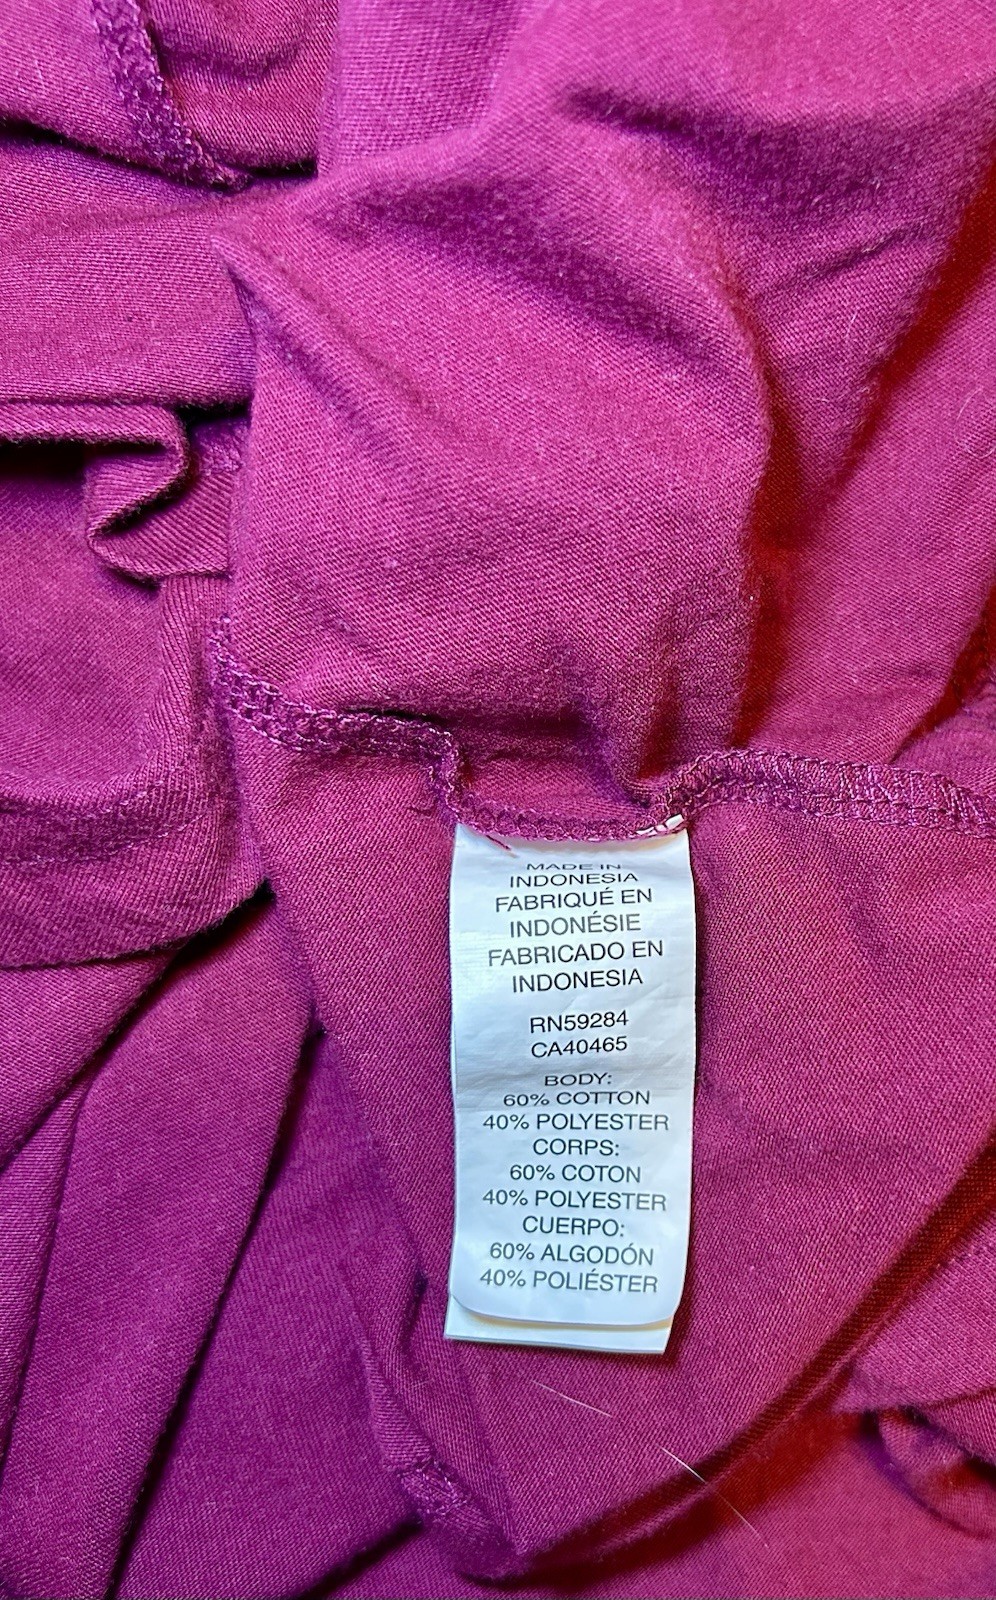 MADE IN
INDONESIA
FABRIQUÉ EN
INDONÉSIE
FABRICADO EN
INDONESIA
RN59284
CA40465
BODY:
60% COTTON
40% POLYESTER
CORPS:
60% COTON
40% POLYESTER
CUERPO:
60% ALGODÓN
40% POLIÉSTER